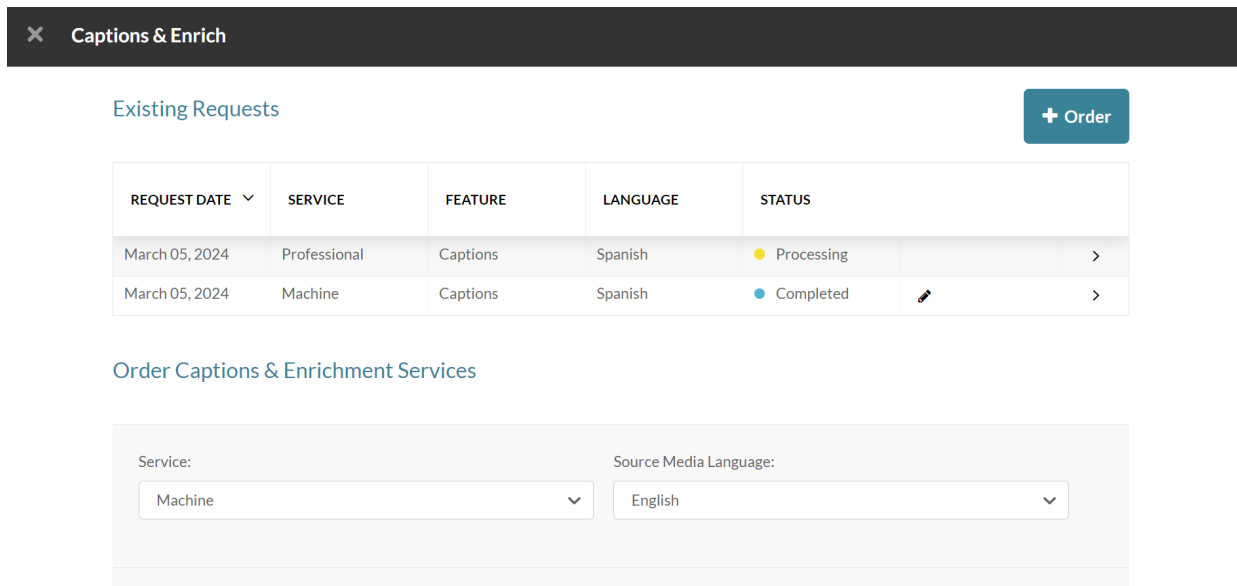 Captions & Enrich
Existing Requests
Order
REQUEST DATE SERVICE FEATURE LANGUAGE STATUS
March 05, 2024 Professional Captions Spanish Processing
March 05, 2024 Machine Captions Spanish Completed
Order Captions & Enrichment Services
Service: Source Media Language:
Machine English